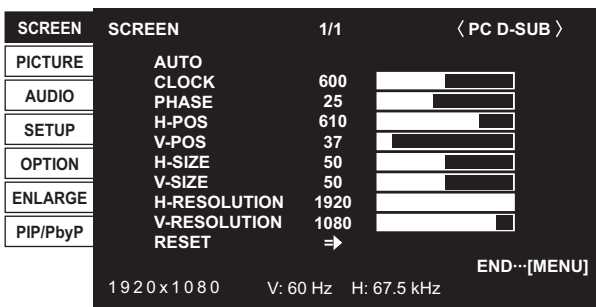 SCREEN
PICTURE
AUDIO
SETUP
OPTION
ENLARGE
PIP/PbyP
SCREEN 1/1 〈 PC D-SUB 〉
AUTO
CLOCK 600
PHASE 25
H-POS 610
V-POS 37
H-SIZE 50
V-SIZE 50
H-RESOLUTION 1920
V-RESOLUTION 1080
RESET
END···[MENU]
1920x1080 V: 60 Hz H: 67.5 kHz